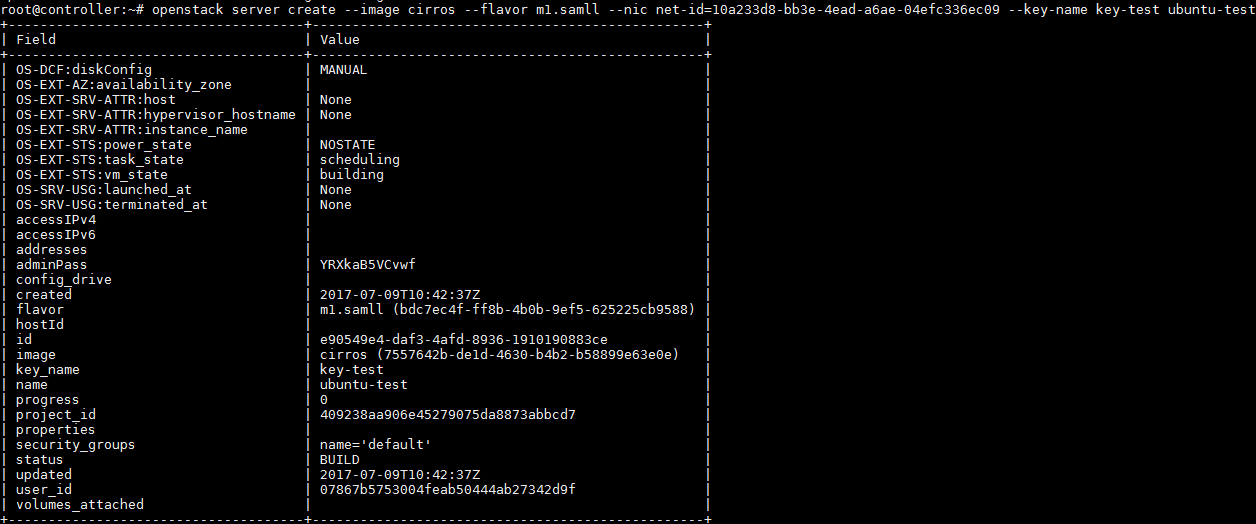 root@controller:~# openstack server create --image cirros --flavor m1.samll --nic net-id=10a233d8-bb3e-4ead-a6ae-04efc336ec09 --key-name key-test ubuntu-test
+-------------------------------------+------------------------------------------------+
| Field                               | Value                                          |
+-------------------------------------+------------------------------------------------+
| OS-DCF:diskConfig                   | MANUAL                                         |
| OS-EXT-AZ:availability_zone         |                                                |
| OS-EXT-SRV-ATTR:host                | None                                           |
| OS-EXT-SRV-ATTR:hypervisor_hostname | None                                           |
| OS-EXT-SRV-ATTR:instance_name       |                                                |
| OS-EXT-STS:power_state              | NOSTATE                                        |
| OS-EXT-STS:task_state               | scheduling                                     |
| OS-EXT-STS:vm_state                 | building                                       |
| OS-SRV-USG:launched_at              | None                                           |
| OS-SRV-USG:terminated_at            | None                                           |
| accessIPv4                          |                                                |
| accessIPv6                          |                                                |
| addresses                           |                                                |
| adminPass                           | YRXkaB5VCvwf                                   |
| config_drive                        |                                                |
| created                             | 2017-07-09T10:42:37Z                           |
| flavor                              | m1.samll (bdc7ec4f-ff8b-4b0b-9ef5-625225cb9588) |
| hostId                              |                                                |
| id                                  | e90549e4-daf3-4afd-8936-1910190883ce           |
| image                               | cirros (7557642b-de1d-4630-b4b2-b58899e63e0e)  |
| key_name                            | key-test                                       |
| name                                | ubuntu-test                                    |
| progress                            | 0                                              |
| project_id                          | 409238aa906e45279075da8873abbcd7               |
| properties                          |                                                |
| security_groups                     | name='default'                                 |
| status                              | BUILD                                          |
| updated                             | 2017-07-09T10:42:37Z                           |
| user_id                             | 07867b5753004feab50444ab27342d9f               |
| volumes_attached                    |                                                |
+-------------------------------------+------------------------------------------------+